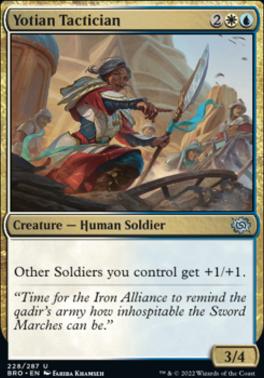 Yotian Tactician 2
Creature — Human Soldier
Other Soldiers you control get +1/+1.
“Time for the Iron Alliance to remind the
qadir’s army how inhospitable the Sword
Marches can be.”
3/4
228/287 U
BRO • EN Fariba Khamseh
™ & © 2022 Wizards of the Coast